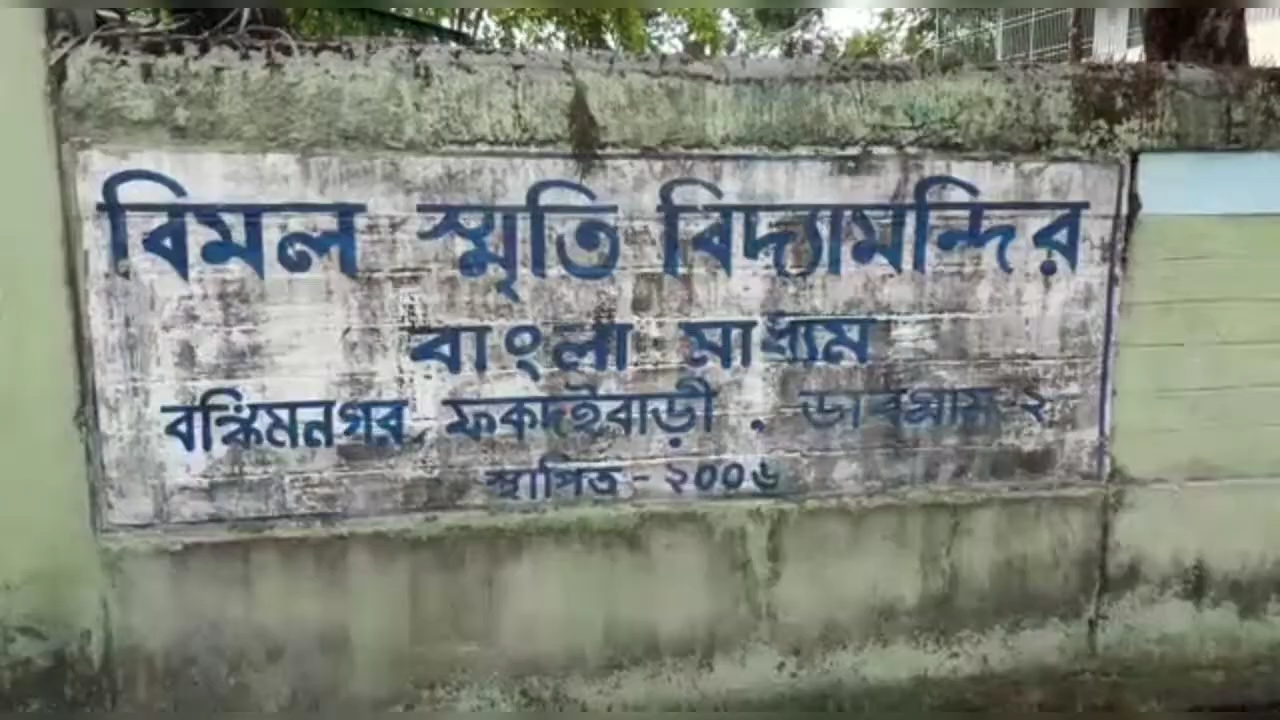 বিমল স্মৃতি বিদ্যামন্দির
বাংলা মাধ্যম
বঙ্কিমনগর, ফকদইবাড়ী , ডাবগ্রাম-২
স্থাপিত - ২০০৬